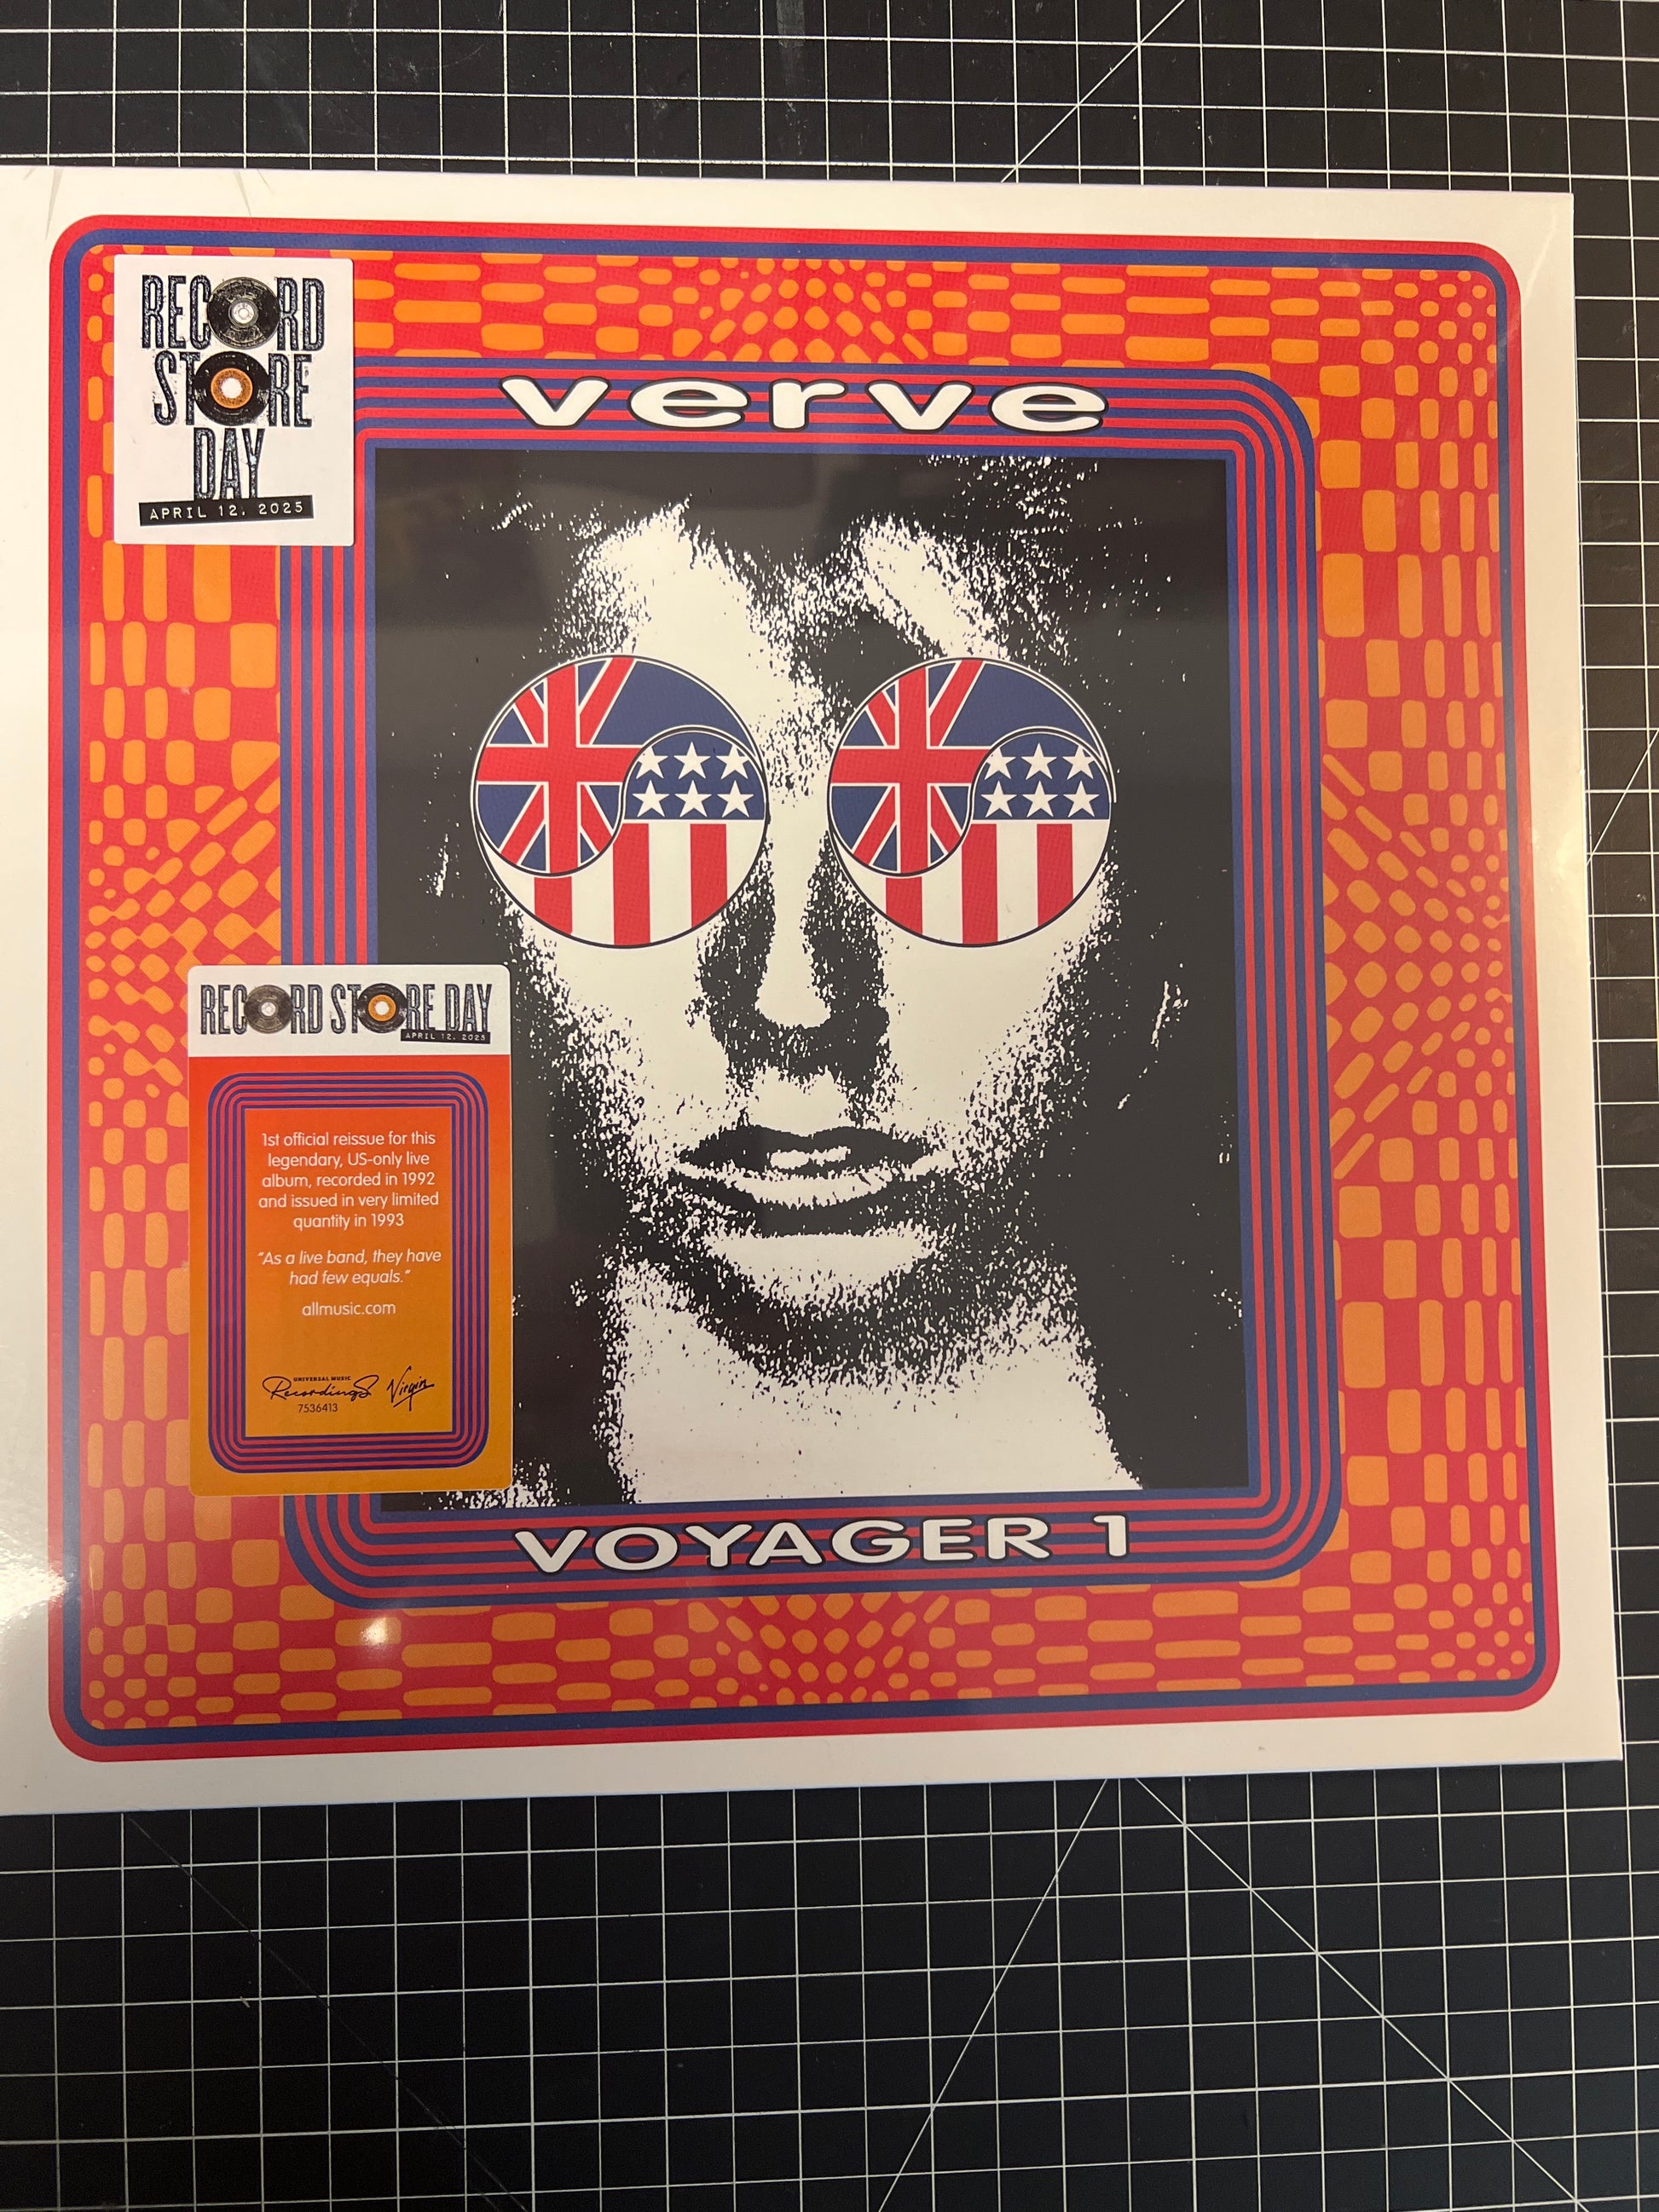 RECORD
STORE
DAY
APRIL 12. 2025
verve
RECORD STORE DAY
APRIL 12. 2025
1st official reissue for this
legendary, US-only live
album, recorded in 1992
and issued in very limited
quantity in 1993
"As a live band, they have
had few equals."
allmusic.com
UNIVERSAL MUSIC
Recordings
Virgin
7536413
VOYAGER 1